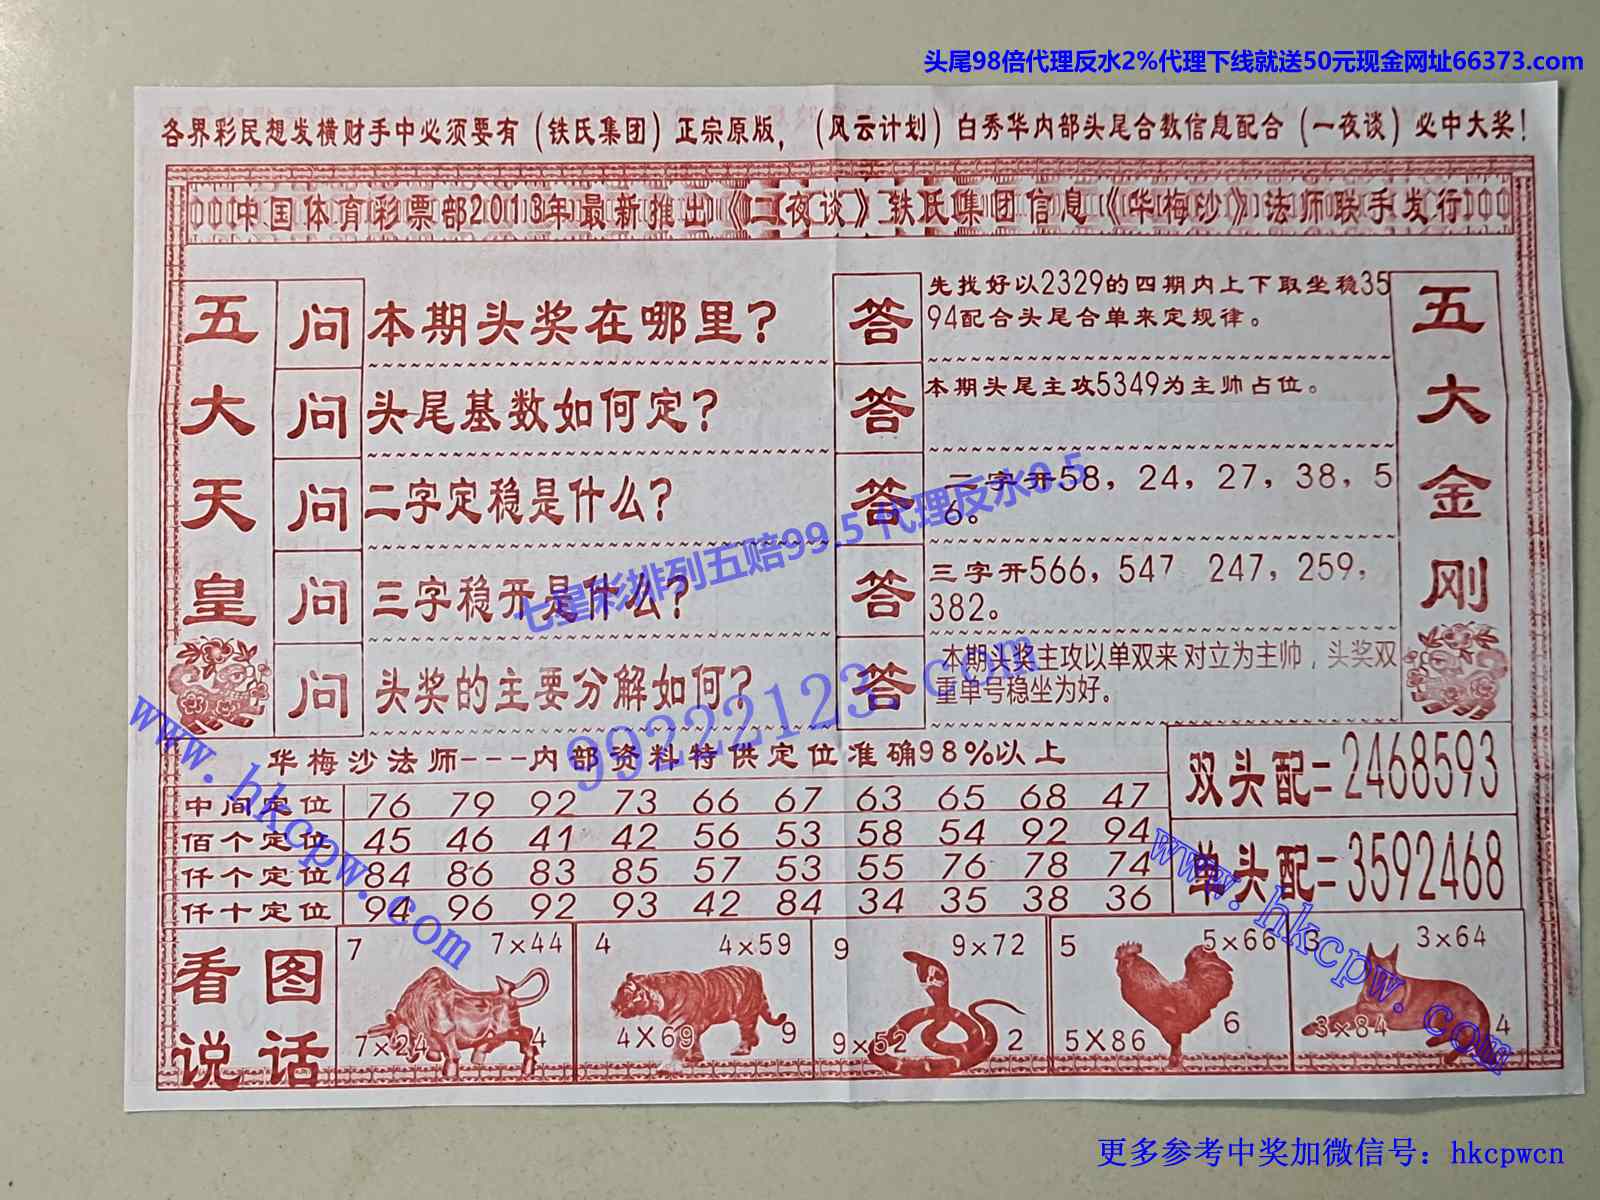 头尾98倍代理反水2%代理下线就送50元现金网址66373.com
各界彩民想发横财手中必须要有（铁氏集团）正宗原版，（风云计划）白秀华内部头尾合数信息配合（一夜谈）必中大奖！
中国体育彩票部2013年最新推出《二夜谈》铁氏集团信息《华梅沙》法师联手发行
五大天皇
问 本期头奖在哪里?
答 先找好以2329的四期内上下取坐稳35
94配合头尾合单来定规律。
问 头尾基数如何定?
答 本期头尾主攻5349为主帅占位。
问 二字定稳是什么?
答 二字开58，24，27，38，5
6。
问 三字稳开是什么?
答 三字开566，547 247，259，
382。
问 头奖的主要分解如何?
答 本期头奖主攻以单双来 对立为主帅，头奖双
重单号稳坐为好。
五大金刚
七星彩排列五赔99.5代理反水0.5
99222123.com
www.hkcpw.com
华梅沙法师---内部资料特供定位准确98%以上
中间定位 76 79 92 73 66 67 63 65 68 47
佰个定位 45 46 41 42 56 53 58 54 92 94
仟个定位 84 86 83 85 57 53 55 76 78 74
仟十定位 94 96 92 93 42 84 34 35 38 36
双头配=2468593
单头配=3592468
www.hkcpw.com
看图
说话
7 7×44
7×24 4
4 4×59
4X69 9
9 9×72
9×52 2
5 5×66
5X86 6
3 3×64
3×84 4
更多参考中奖加微信号：hkcpwcn